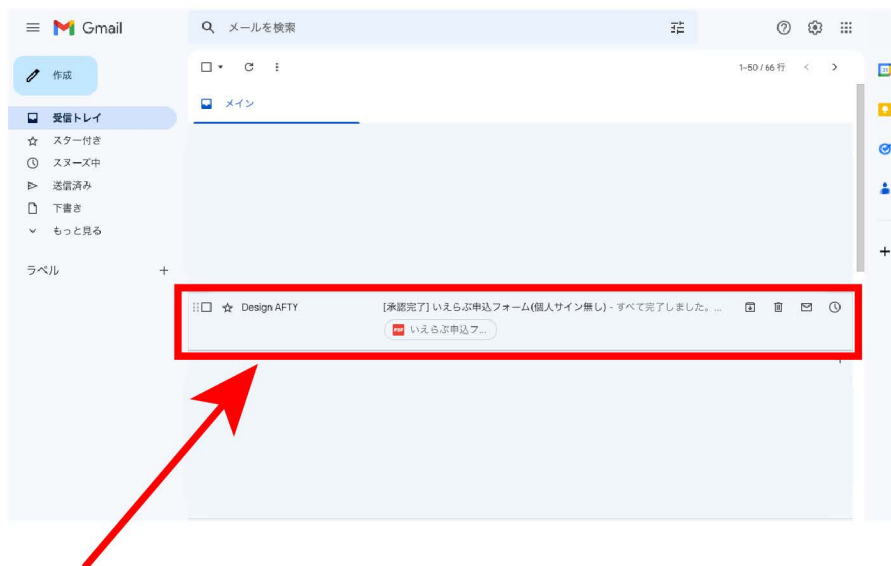 Gmail
メールを検索
作成
1–50 / 66 行
メイン
受信トレイ
スター付き
スヌーズ中
送信済み
下書き
もっと見る
ラベル
Design AFTY
[承認完了] いえらぶ申込フォーム(個人サイン無し) - すべて完了しました。...
PDF いえらぶ申込フ...